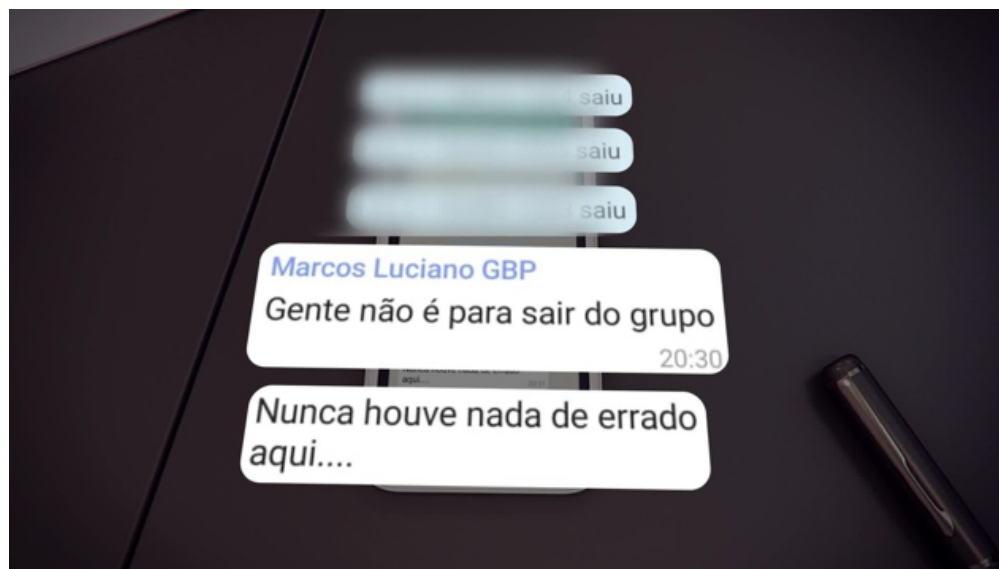 saiu
saiu
saiu
Marcos Luciano GBP
Gente não é para sair do grupo
20:30
Nunca houve nada de errado
aqui....